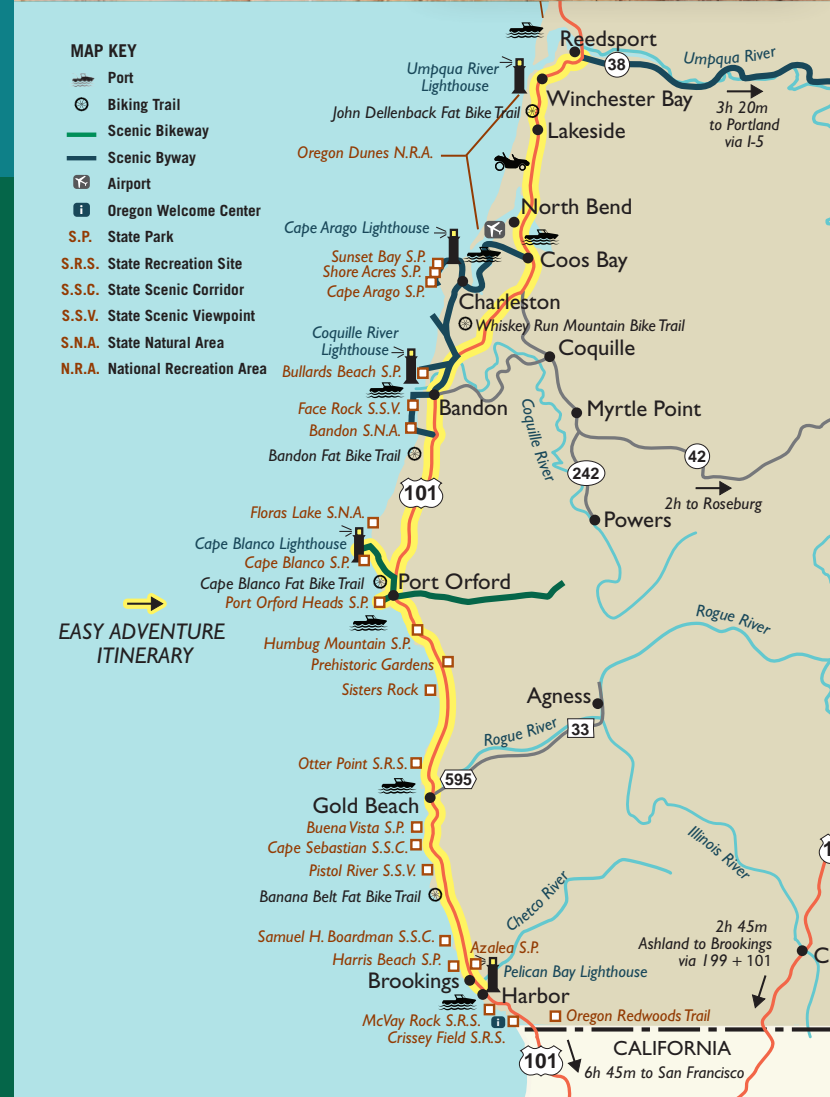 MAP KEY
Port
Biking Trail
Scenic Bikeway
Scenic Byway
Airport
i Oregon Welcome Center
S.P. State Park
S.R.S. State Recreation Site
S.S.C. State Scenic Corridor
S.S.V. State Scenic Viewpoint
S.N.A. State Natural Area
N.R.A. National Recreation Area
Reedsport
38
Umpqua River
Umpqua River
Lighthouse
Winchester Bay
3h 20m
to Portland
via I-5
John Dellenback Fat Bike Trail
Lakeside
Oregon Dunes N.R.A.
North Bend
Cape Arago Lighthouse
Coos Bay
Sunset Bay S.P.
Shore Acres S.P.
Cape Arago S.P.
Charleston
Whiskey Run Mountain Bike Trail
Coquille River
Lighthouse
Coquille
Bullards Beach S.P.
Face Rock S.S.V.
Bandon
Coquille River
Myrtle Point
Bandon S.N.A.
Bandon Fat Bike Trail
42
242
101
2h to Roseburg
Floras Lake S.N.A.
Powers
Cape Blanco Lighthouse
Cape Blanco S.P.
Cape Blanco Fat Bike Trail
Port Orford
Port Orford Heads S.P.
EASY ADVENTURE
ITINERARY
Rogue River
Humbug Mountain S.P.
Prehistoric Gardens
Sisters Rock
Agness
Rogue River
33
Otter Point S.R.S.
595
Gold Beach
Buena Vista S.P.
Cape Sebastian S.S.C.
Pistol River S.S.V.
Illinois River
1
Banana Belt Fat Bike Trail
Chetco River
2h 45m
Ashland to Brookings
via 199 + 101
C
Samuel H. Boardman S.S.C.
Azalea S.P.
Harris Beach S.P.
Pelican Bay Lighthouse
Brookings
Harbor
McVay Rock S.R.S.
i
Oregon Redwoods Trail
Crissey Field S.R.S.
CALIFORNIA
101
6h 45m to San Francisco